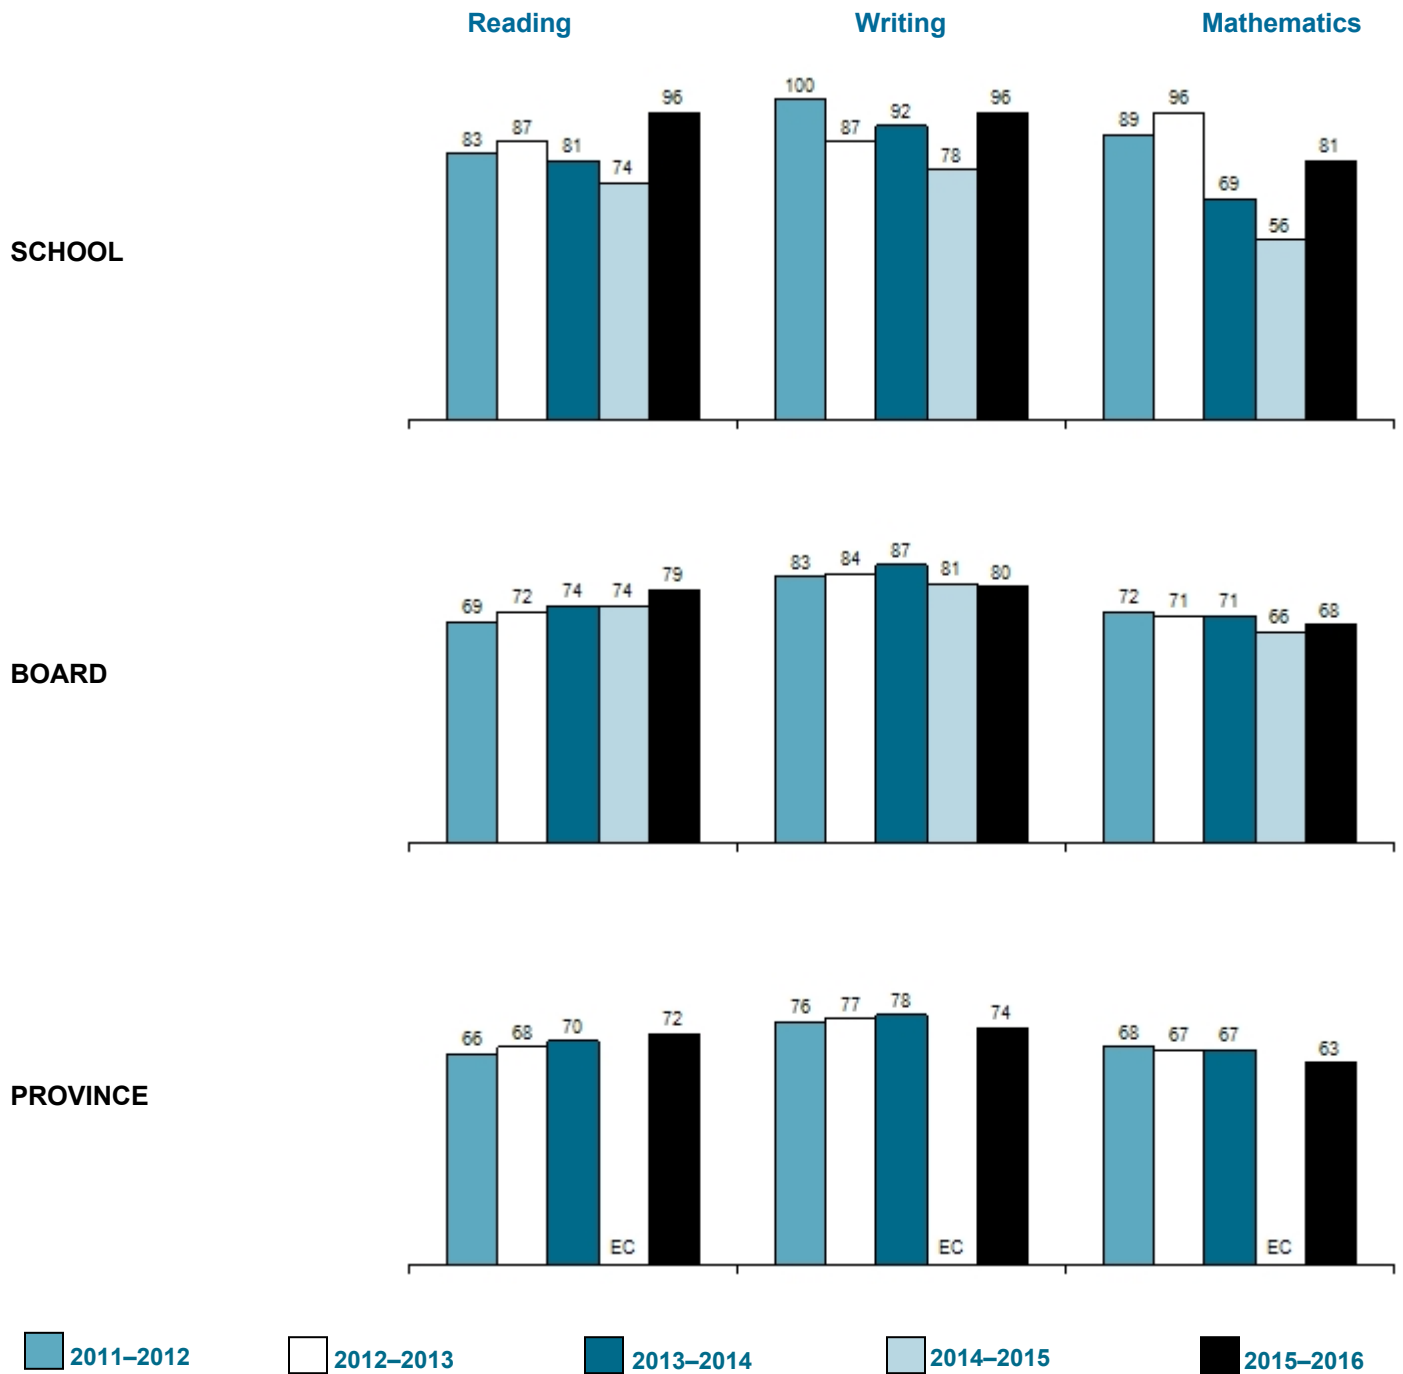 Reading Writing Mathematics
SCHOOL
83 87 81 74 96 100 87 92 78 96 89 96 69 56 81
BOARD
69 72 74 74 79 83 84 87 81 80 72 71 71 66 68
PROVINCE
66 68 70 EC 72 76 77 78 EC 74 68 67 67 EC 63
2011–2012 2012–2013 2013–2014 2014–2015 2015–2016